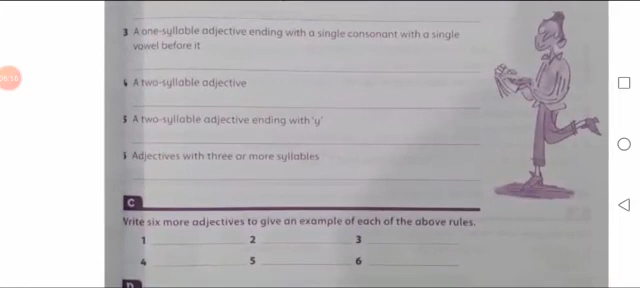 3 A one-syllable adjective ending with a single consonant with a single
vowel before it
4 A two-syllable adjective
5 A two-syllable adjective ending with 'y'
Adjectives with three or more syllables
C
Write six more adjectives to give an example of each of the above rules.
1 2 3
4 5 6
D